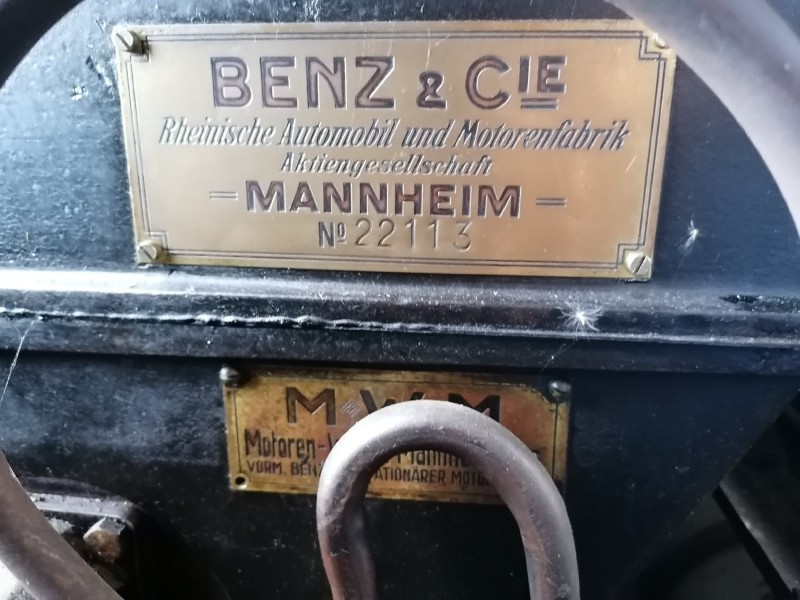 BENZ & CIE
Rheinische Automobil und Motorenfabrik
Aktiengesellschaft
= MANNHEIM =
No 22113
M W M
Motoren-
VORM. BENZ